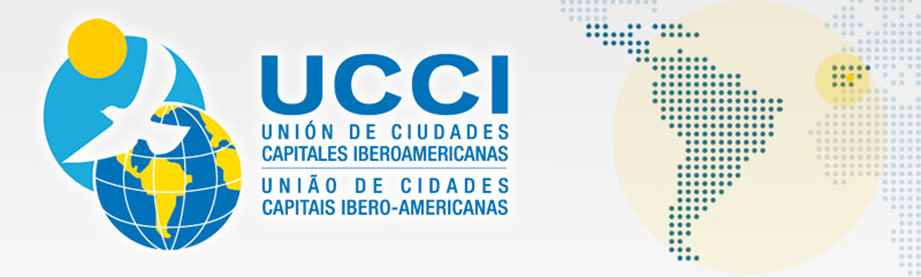 UCCI
UNIÓN DE CIUDADES
CAPITALES IBEROAMERICANAS
UNIÃO DE CIDADES
CAPITAIS IBERO-AMERICANAS